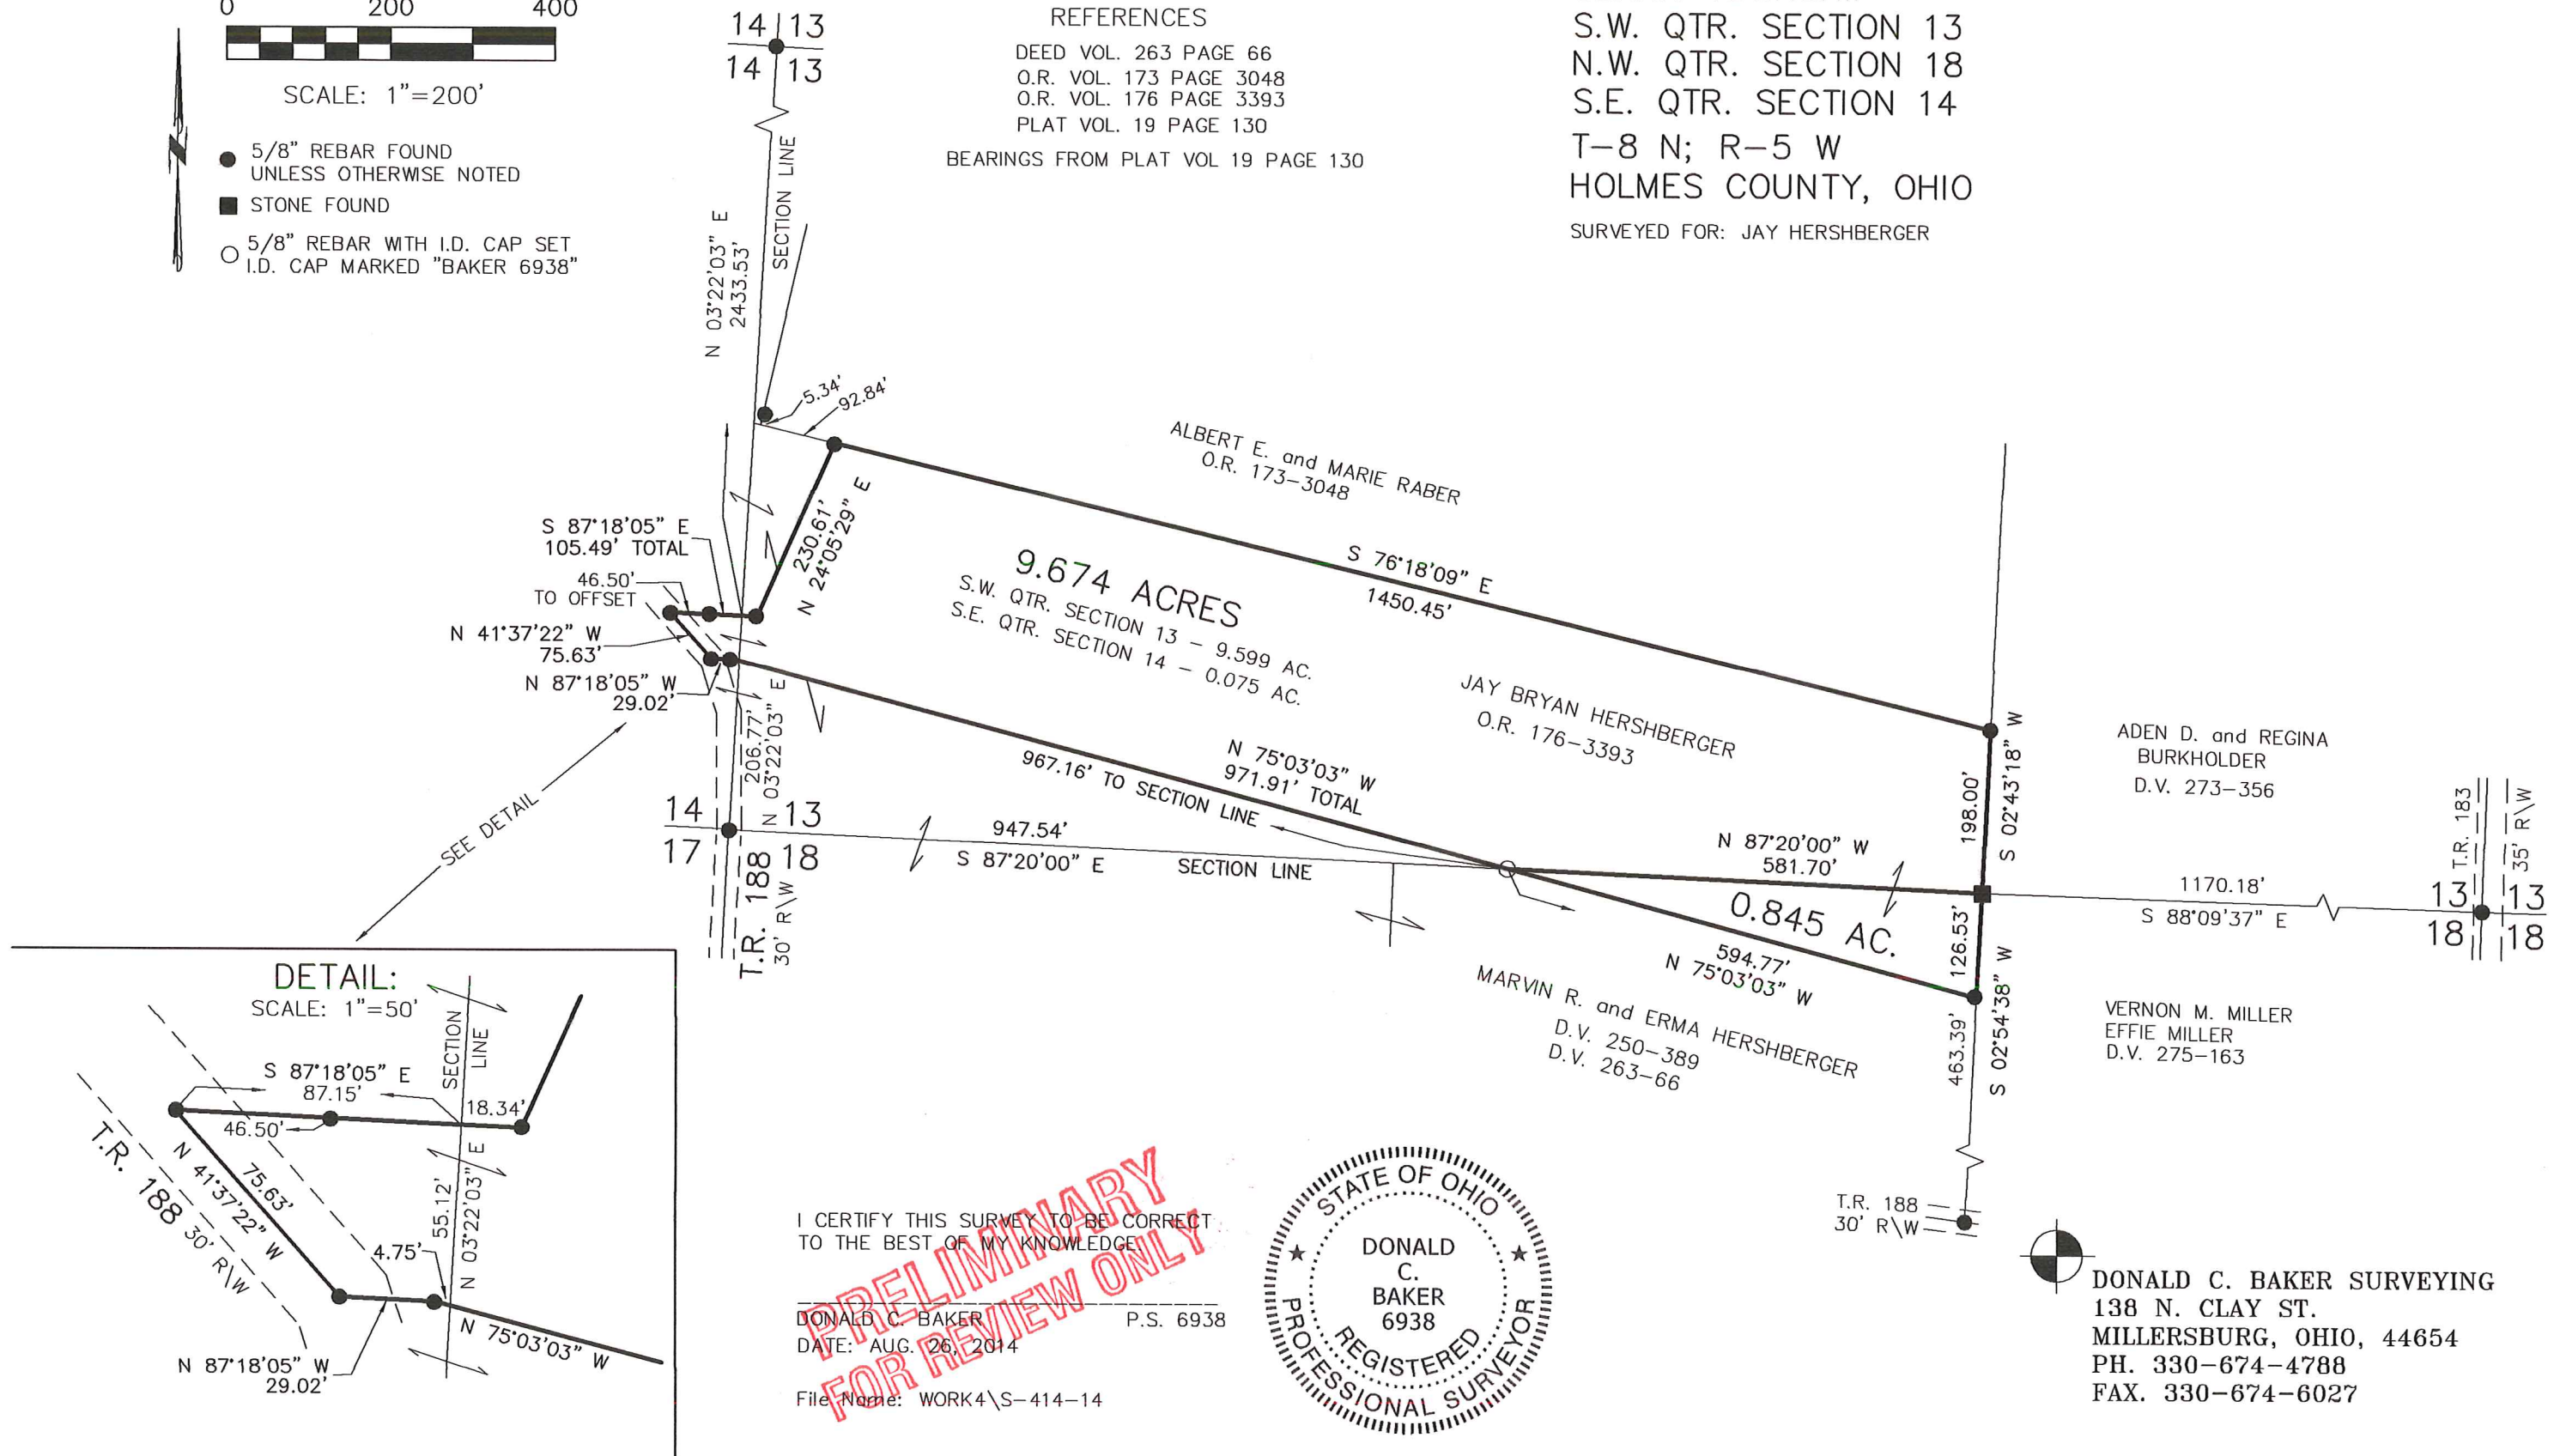 0 200 400
SCALE: 1"=200'
5/8" REBAR FOUND
UNLESS OTHERWISE NOTED
STONE FOUND
5/8" REBAR WITH I.D. CAP SET
I.D. CAP MARKED "BAKER 6938"
N
14 13
14 13
REFERENCES
DEED VOL. 263 PAGE 66
O.R. VOL. 173 PAGE 3048
O.R. VOL. 176 PAGE 3393
PLAT VOL. 19 PAGE 130
BEARINGS FROM PLAT VOL 19 PAGE 130
S.W. QTR. SECTION 13
N.W. QTR. SECTION 18
S.E. QTR. SECTION 14
T-8 N; R-5 W
HOLMES COUNTY, OHIO
SURVEYED FOR: JAY HERSHBERGER
SECTION LINE
N 03°22'03" E
2433.53'
5.34'
92.84'
ALBERT E. and MARIE RABER
O.R. 173-3048
S 87°18'05" E
105.49' TOTAL
46.50'
TO OFFSET
N 41°37'22" W
75.63'
N 87°18'05" W
29.02'
230.61'
N 24°05'29" E
S 76°18'09" E
1450.45'
9.674 ACRES
S.W. QTR. SECTION 13 - 9.599 AC.
S.E. QTR. SECTION 14 - 0.075 AC.
JAY BRYAN HERSHBERGER
O.R. 176-3393
206.77'
N 03°22'03" E
N 75°03'03" W
971.91' TOTAL
967.16' TO SECTION LINE
14 13
17 18
947.54'
S 87°20'00" E
SECTION LINE
N 87°20'00" W
581.70'
198.00'
S 02°43'18" W
ADEN D. and REGINA
BURKHOLDER
D.V. 273-356
T.R. 183
35' R\W
1170.18'
S 88°09'37" E
13 13
18 18
0.845 AC.
594.77'
N 75°03'03" W
126.53'
S 02°54'38" W
463.39'
MARVIN R. and ERMA HERSHBERGER
D.V. 250-389
D.V. 263-66
VERNON M. MILLER
EFFIE MILLER
D.V. 275-163
T.R. 188
30' R\W
SEE DETAIL
T.R. 188
30' R\W
DETAIL:
SCALE: 1"=50'
SECTION
LINE
S 87°18'05" E
87.15'
18.34'
46.50'
75.63'
N 41°37'22" W
T.R. 188 30' R\W
55.12'
N 03°22'03" E
4.75'
N 75°03'03" W
N 87°18'05" W
29.02'
I CERTIFY THIS SURVEY TO BE CORRECT
TO THE BEST OF MY KNOWLEDGE.
DONALD C. BAKER P.S. 6938
DATE: AUG. 26, 2014
File Name: WORK4\S-414-14
PRELIMINARY
FOR REVIEW ONLY
STATE OF OHIO
DONALD
C.
BAKER
6938
REGISTERED
PROFESSIONAL SURVEYOR
DONALD C. BAKER SURVEYING
138 N. CLAY ST.
MILLERSBURG, OHIO, 44654
PH. 330-674-4788
FAX. 330-674-6027